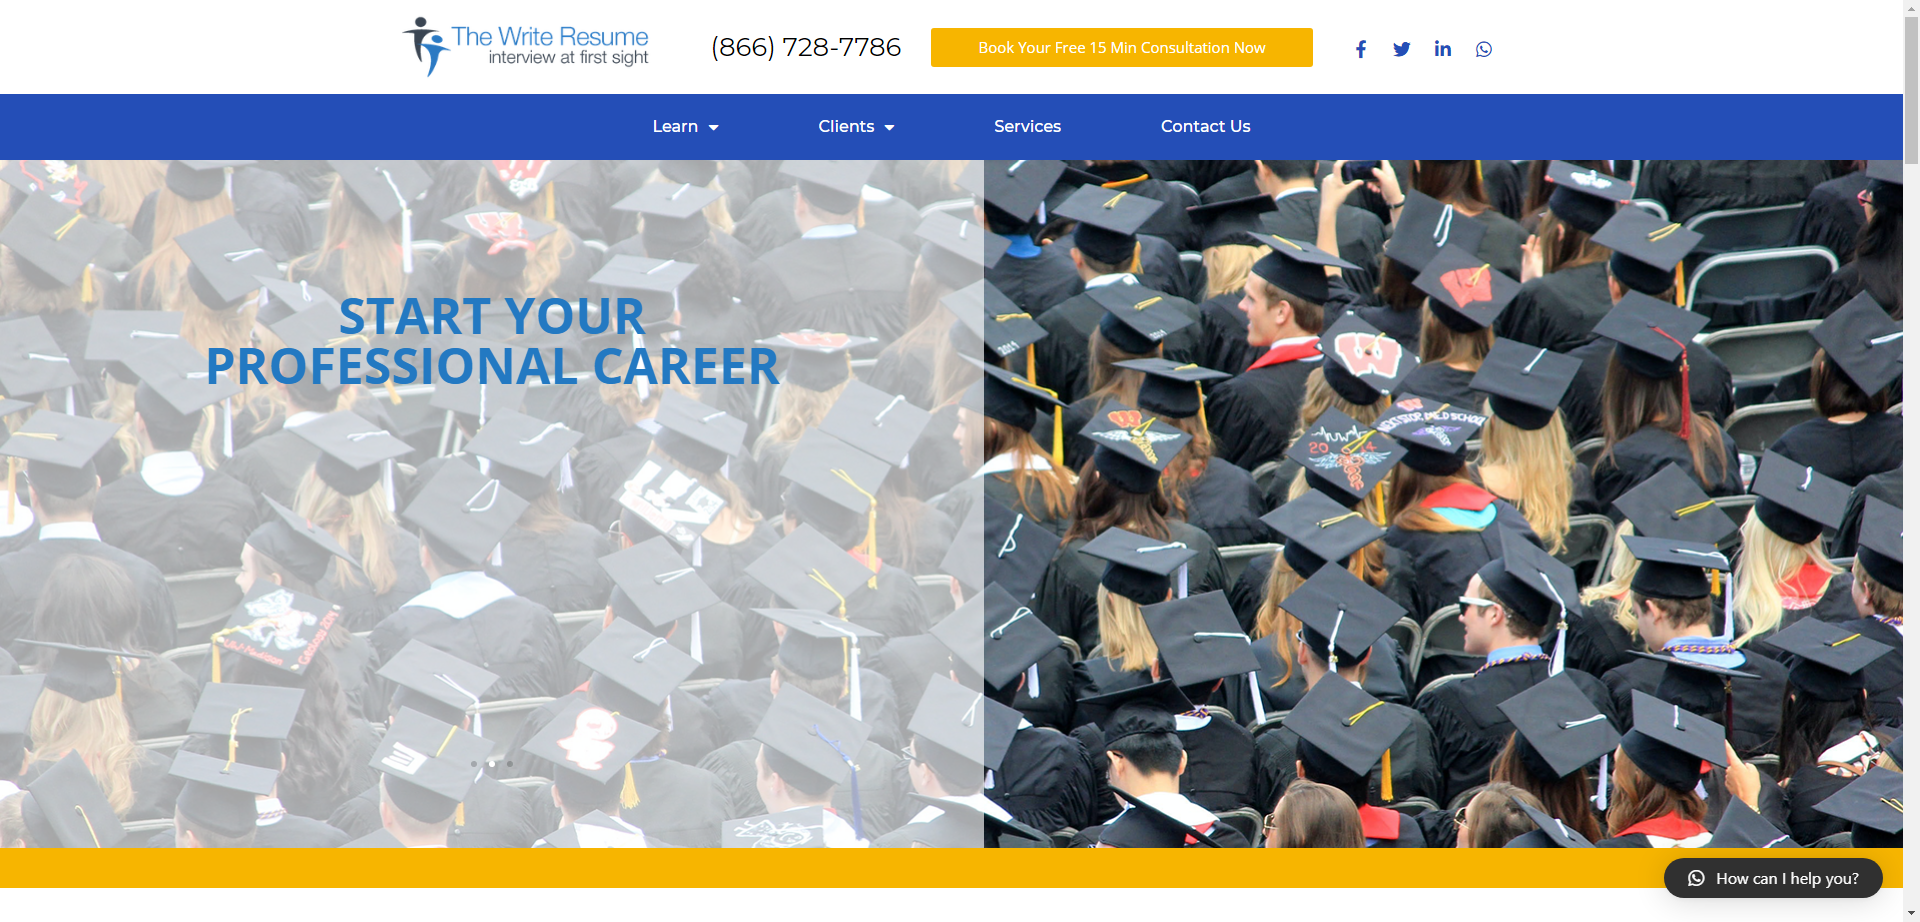 The Write Resume
interview at first sight
(866) 728-7786
Book Your Free 15 Min Consultation Now
Learn
Clients
Services
Contact Us
START YOUR
PROFESSIONAL CAREER
How can I help you?